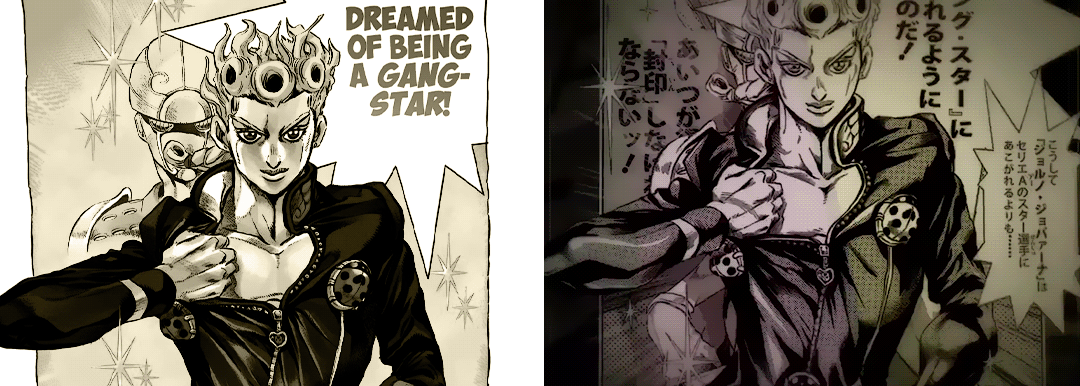 DREAMED
OF BEING
A GANG-
STAR!
ング・スター』に
れるように
のだ！
あいつが
「封印」しなけ
ならないッ！
こうして
『ジョルノ・ジョバァーナ』は
セリエAのスター選手に
あこがれるよりも……